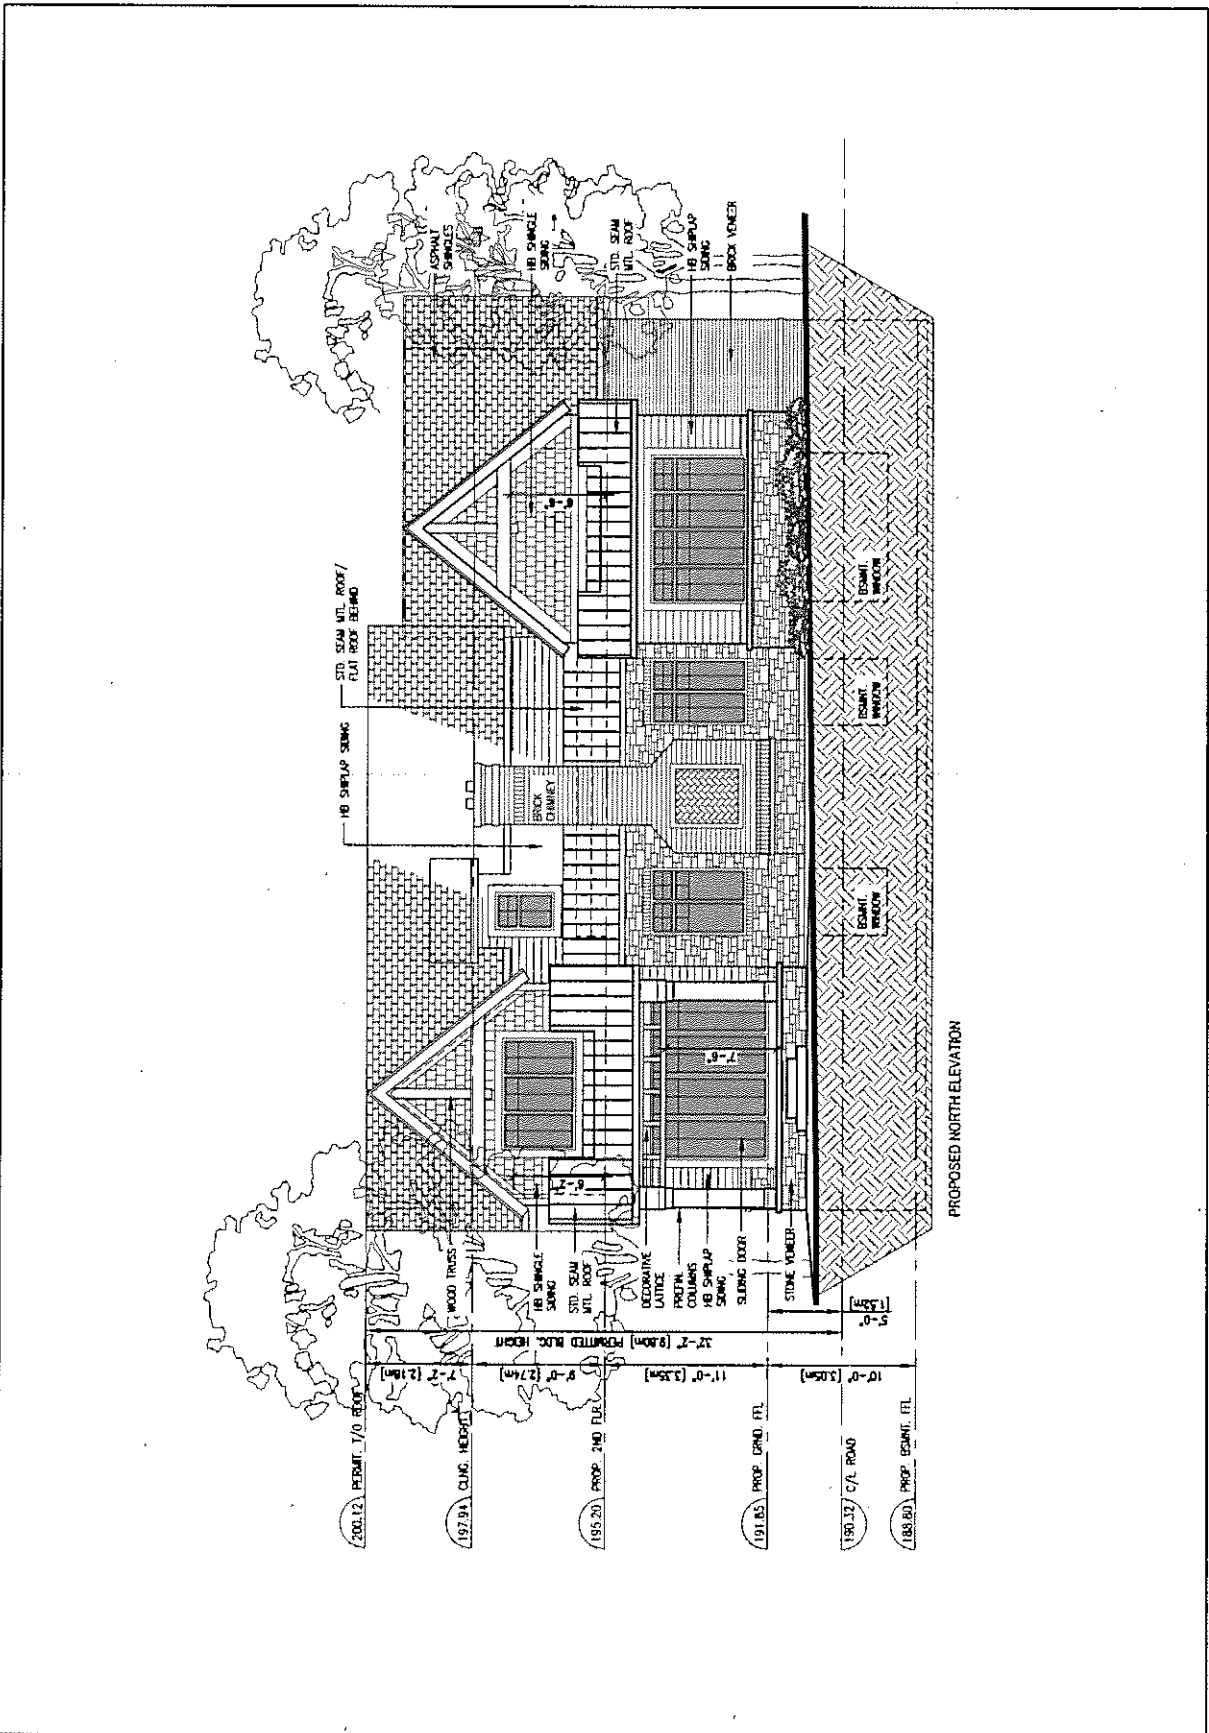 200.12 PERMIT. T/O ROOF
197.94 CLNG. HEIGHT
195.20 PROP. 2ND FLR.
191.85 PROP. GRND. FFL
190.32 C/L ROAD
188.80 PROP. BSMNT. FFL
7'-2" [2.18m]
9'-0" [2.74m]
11'-0" [3.35m]
10'-0" [3.05m]
32'-2" [9.80m] PERMITTED BLDG. HEIGHT
5'-0"
[1.52m]
WOOD TRUSS
HB SHINGLE
SIDING
STD. SEAM
MTL. ROOF
DECORATIVE
LATTICE
PREFIN.
COLUMNS
HB SHIPLAP
SIDING
SLIDING DOOR
STONE VENEER
6'-2"
7'-6"
HB SHIPLAP SIDING
STD. SEAM MTL. ROOF/
FLAT ROOF BEHIND
BRICK
CHIMNEY
6'-6"
ASPHALT
SHINGLES
HB SHINGLE
SIDING
STD. SEAM
MTL. ROOF
HB SHIPLAP
SIDING
BRICK VENEER
BSMNT.
WINDOW
BSMNT.
WINDOW
BSMNT.
WINDOW
PROPOSED NORTH ELEVATION